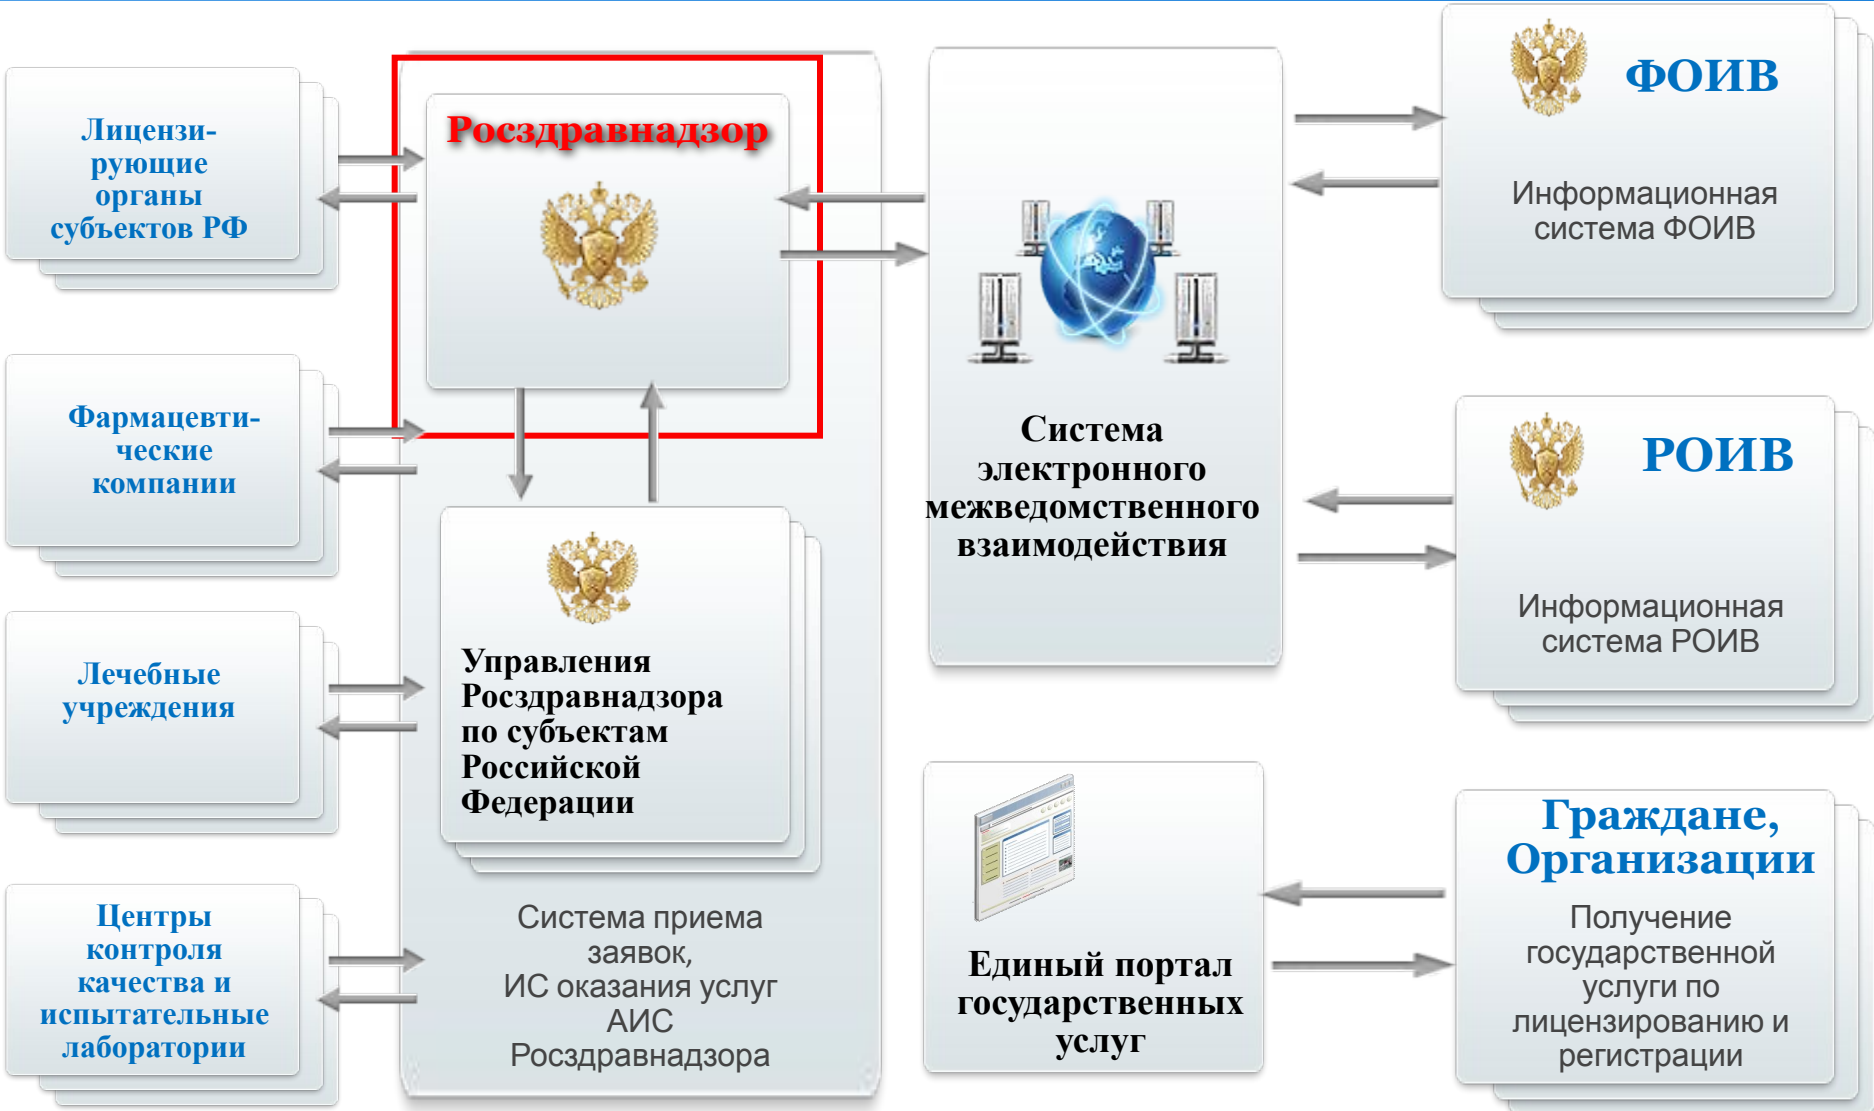 Лицензи-
рующие
органы
субъектов РФ
Фармацевти-
ческие
компании
Лечебные
учреждения
Центры
контроля
качества и
испытательные
лаборатории
Росздравнадзор
Управления
Росздравнадзора
по субъектам
Российской
Федерации
Система приема
заявок,
ИС оказания услуг
АИС
Росздравнадзора
Система
электронного
межведомственного
взаимодействия
Единый портал
государственных
услуг
ФОИВ
Информационная
система ФОИВ
РОИВ
Информационная
система РОИВ
Граждане,
Организации
Получение
государственной
услуги по
лицензированию и
регистрации